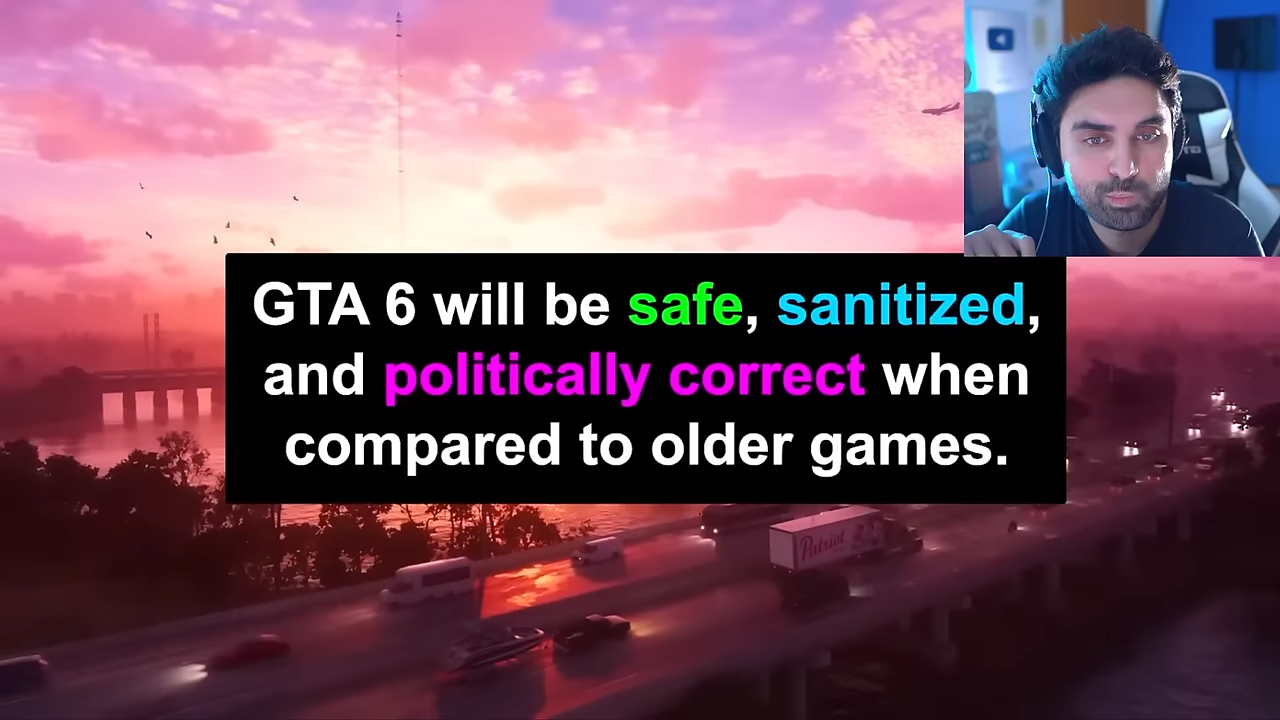 GTA 6 will be safe, sanitized,
and politically correct when
compared to older games.
Patriot